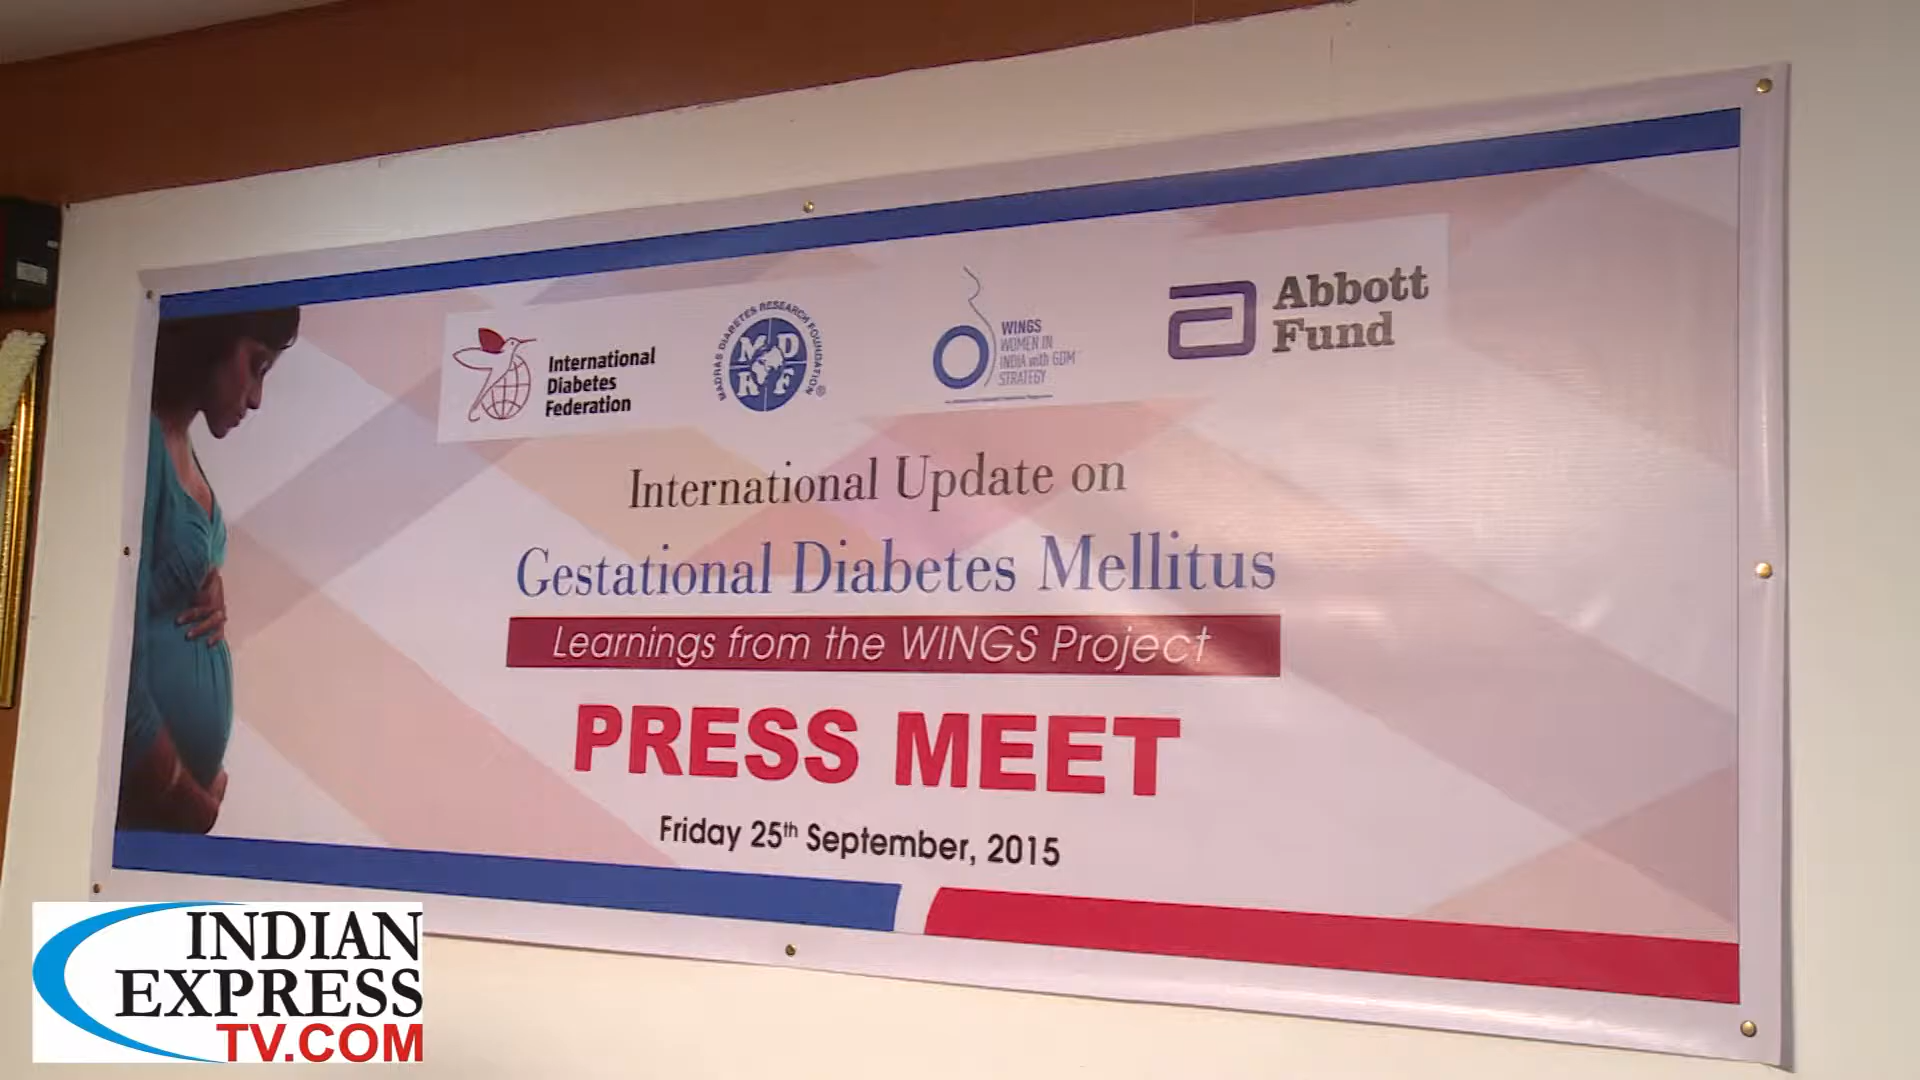 International
Diabetes
Federation
MADRAS DIABETES RESEARCH FOUNDATION
M D
R F
®
WINGS
WOMEN IN
INDIA with GDM
STRATEGY
Abbott
Fund
International Update on
Gestational Diabetes Mellitus
Learnings from the WINGS Project
PRESS MEET
Friday 25th September, 2015
INDIAN
EXPRESS
TV.COM